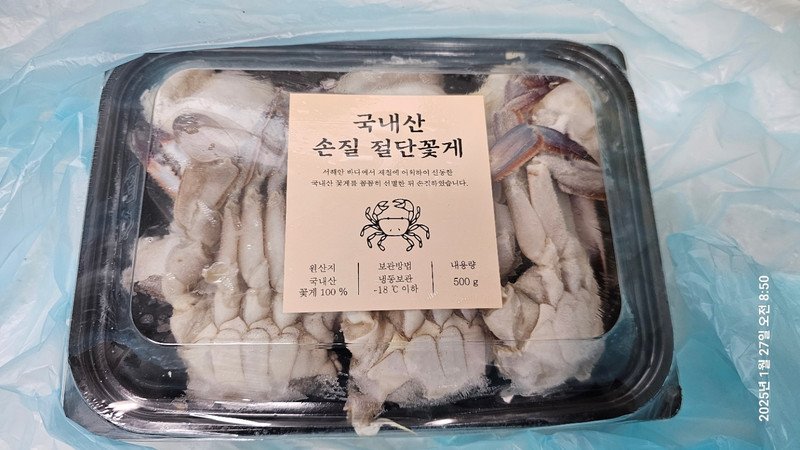 국내산
손질 절단꽃게
서해안 바다에서 제철에 어획하여 싱동한
국내산 꽃게를 꼼꼼히 선별한 뒤 손질하였습니다.
원산지
국내산
꽃게 100 %
보관방법
냉동보관
-18 ℃ 이하
내용량
500 g
2025년 1월 27일 오전 8:50